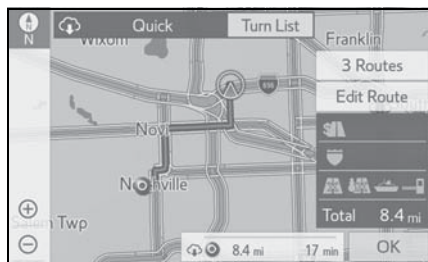 N
Quick
Turn List
Wixom
Franklin
3 Routes
Edit Route
696
Novi
Total 8.4 mi
Twp
8.4 mi 17 min
OK